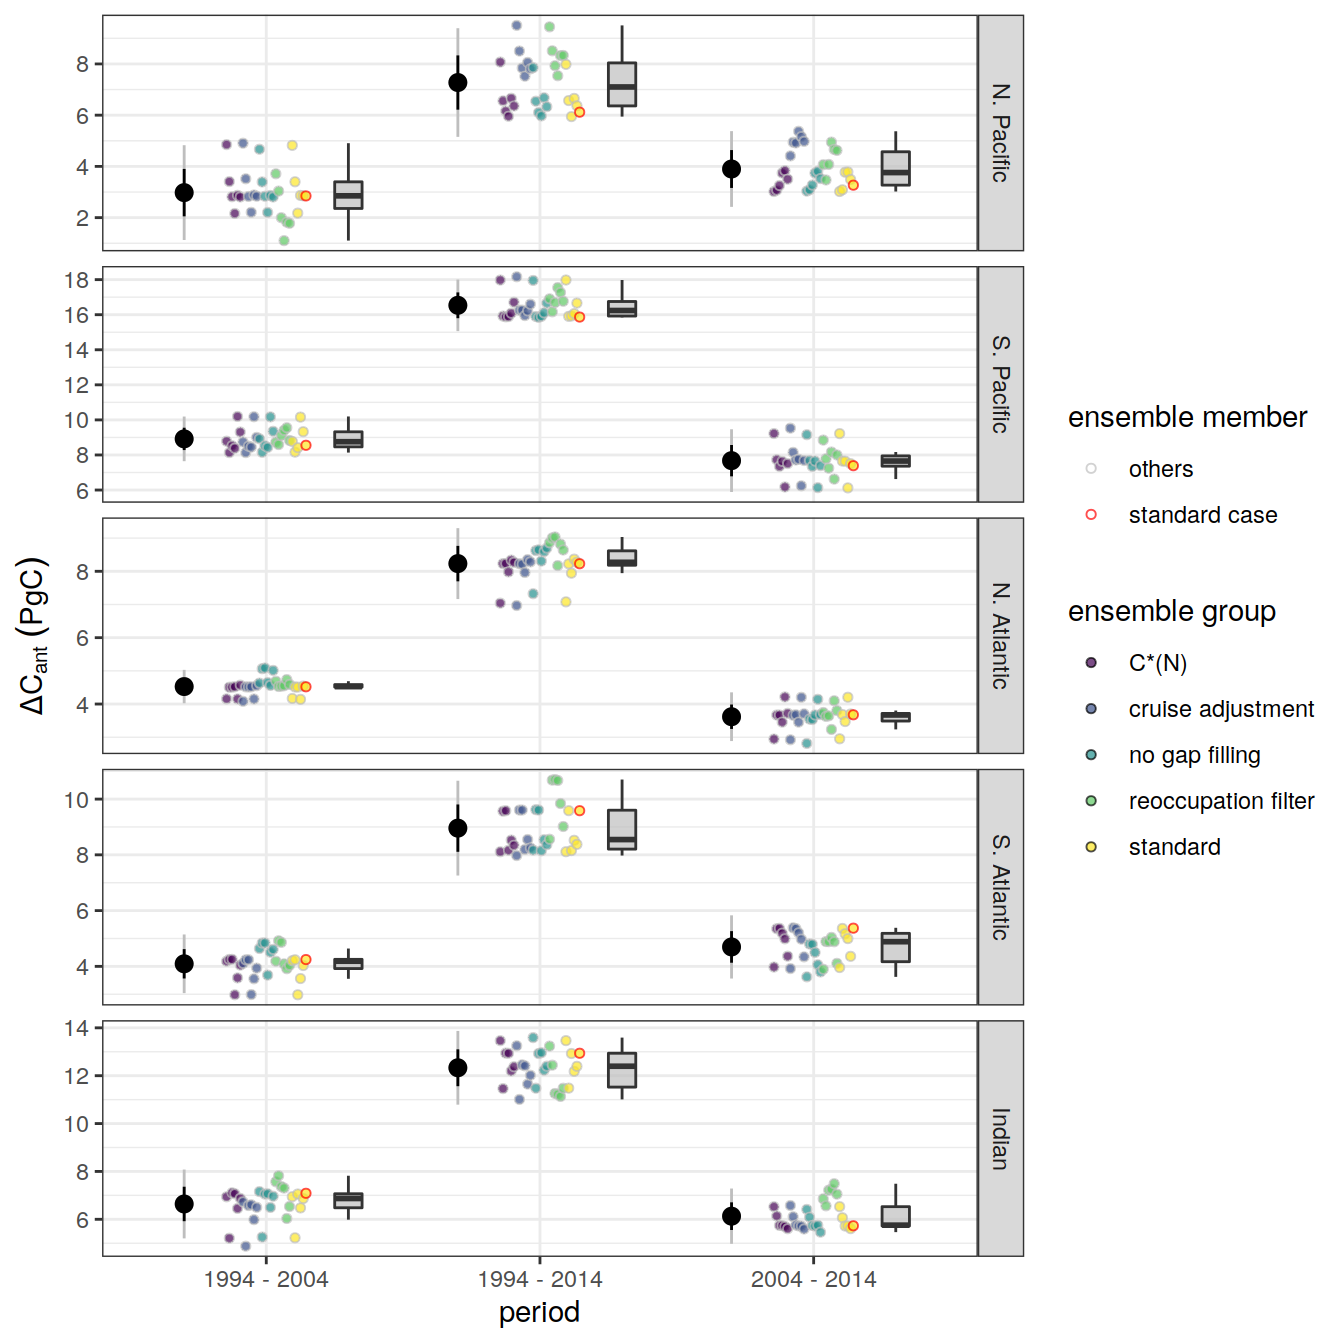 8
6
4
2
N. Pacific
18
16
14
12
10
8
6
S. Pacific
8
6
4
N. Atlantic
10
8
6
4
S. Atlantic
14
12
10
8
6
Indian
ΔCant (PgC)
1994 - 2004
1994 - 2014
2004 - 2014
period
ensemble member
others
standard case
ensemble group
C*(N)
cruise adjustment
no gap filling
reoccupation filter
standard